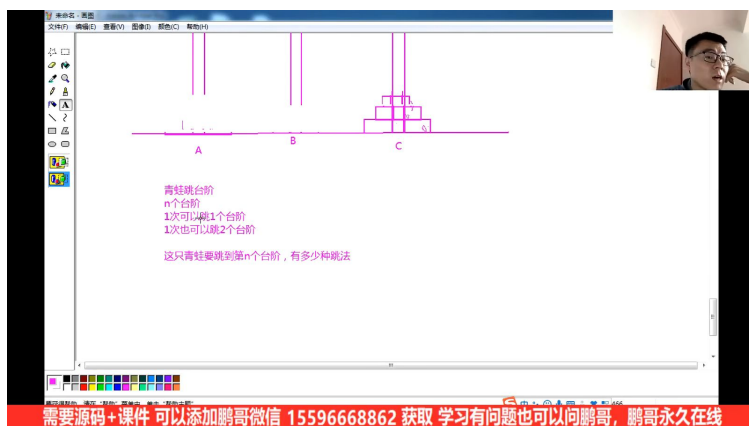 未命名 - 画图
文件(F) 编辑(E) 查看(V) 图像(I) 颜色(C) 帮助(H)
A
B
C
青蛙跳台阶
n个台阶
1次可以跳1个台阶
1次也可以跳2个台阶
这只青蛙要跳到第n个台阶，有多少种跳法
需要源码+课件 可以添加鹏哥微信 15596668862 获取 学习有问题也可以问鹏哥，鹏哥永久在线